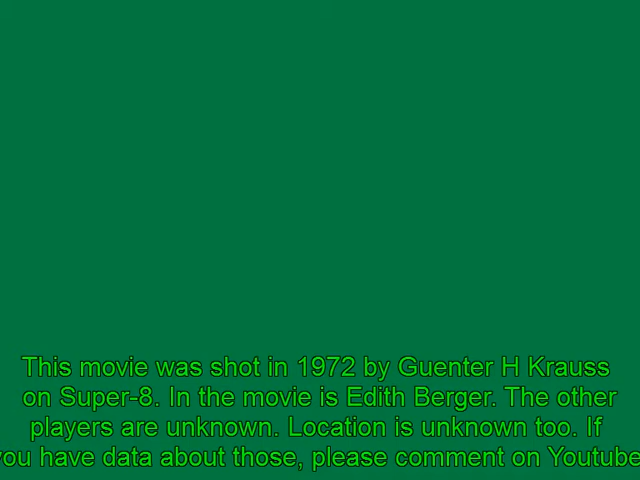 This movie was shot in 1972 by Guenter H Krauss
on Super-8. In the movie is Edith Berger. The other
players are unknown. Location is unknown too. If
you have data about those, please comment on Youtube